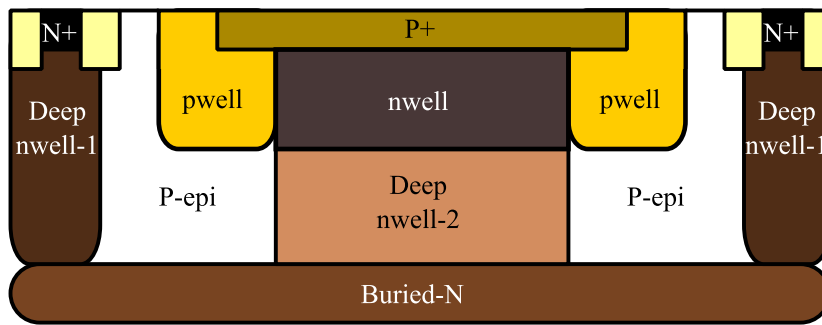 N+
P+
N+
Deep
nwell-1
pwell
nwell
pwell
Deep
nwell-1
P-epi
Deep
nwell-2
P-epi
Buried-N